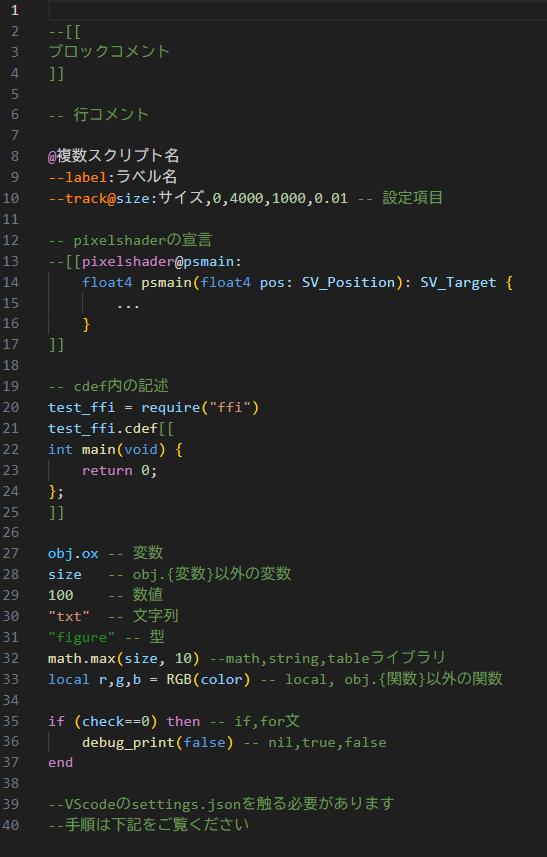 1
2 --[[
3 ブロックコメント
4 ]]
5
6 -- 行コメント
7
8 @複数スクリプト名
9 --label:ラベル名
10 --track@size:サイズ,0,4000,1000,0.01 -- 設定項目
11
12 -- pixelshaderの宣言
13 --[[pixelshader@psmain:
14 float4 psmain(float4 pos: SV_Position): SV_Target {
15 ...
16 }
17 ]]
18
19 -- cdef内の記述
20 test_ffi = require("ffi")
21 test_ffi.cdef[[
22 int main(void) {
23 return 0;
24 };
25 ]]
26
27 obj.ox -- 変数
28 size -- obj.{変数}以外の変数
29 100 -- 数値
30 "txt" -- 文字列
31 "figure" -- 型
32 math.max(size, 10) --math,string,tableライブラリ
33 local r,g,b = RGB(color) -- local, obj.{関数}以外の関数
34
35 if (check==0) then -- if,for文
36 debug_print(false) -- nil,true,false
37 end
38
39 --VScodeのsettings.jsonを触る必要があります
40 --手順は下記をご覧ください